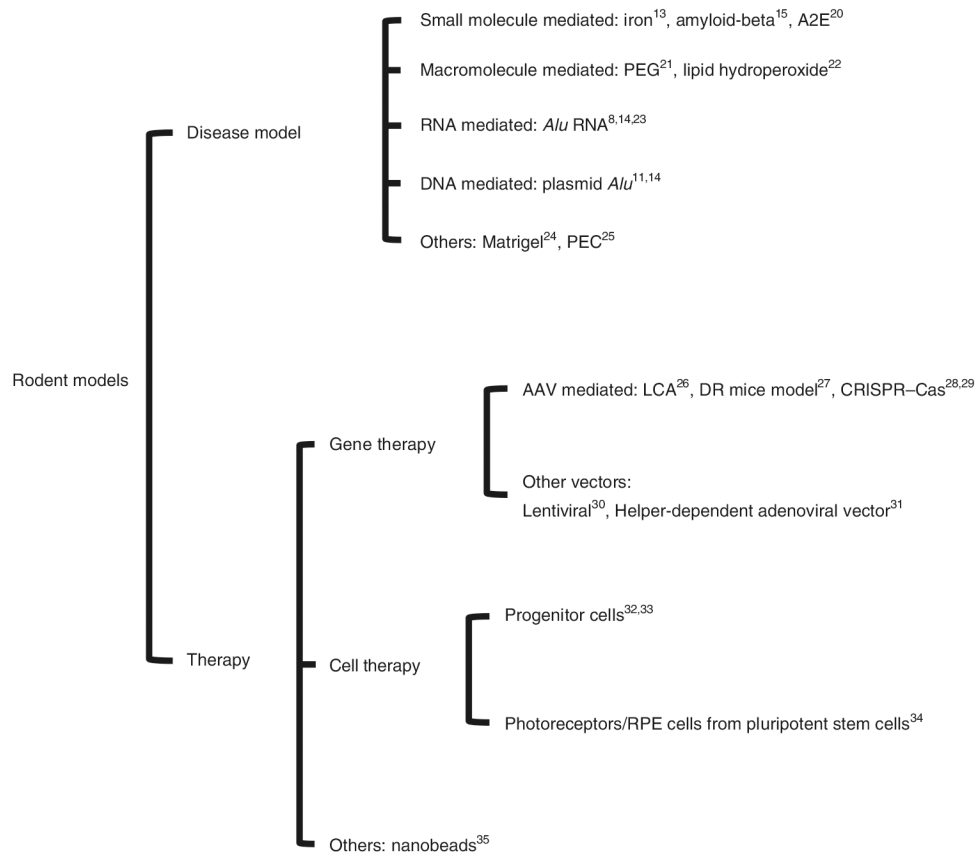 Small molecule mediated: iron¹³, amyloid-beta¹⁵, A2E²⁰
Macromolecule mediated: PEG²¹, lipid hydroperoxide²²
Disease model
RNA mediated: Alu RNA⁸,¹⁴,²³
DNA mediated: plasmid Alu¹¹,¹⁴
Others: Matrigel²⁴, PEC²⁵
Rodent models
AAV mediated: LCA²⁶, DR mice model²⁷, CRISPR–Cas²⁸,²⁹
Gene therapy
Other vectors:
Lentiviral³⁰, Helper-dependent adenoviral vector³¹
Progenitor cells³²,³³
Therapy
Cell therapy
Photoreceptors/RPE cells from pluripotent stem cells³⁴
Others: nanobeads³⁵